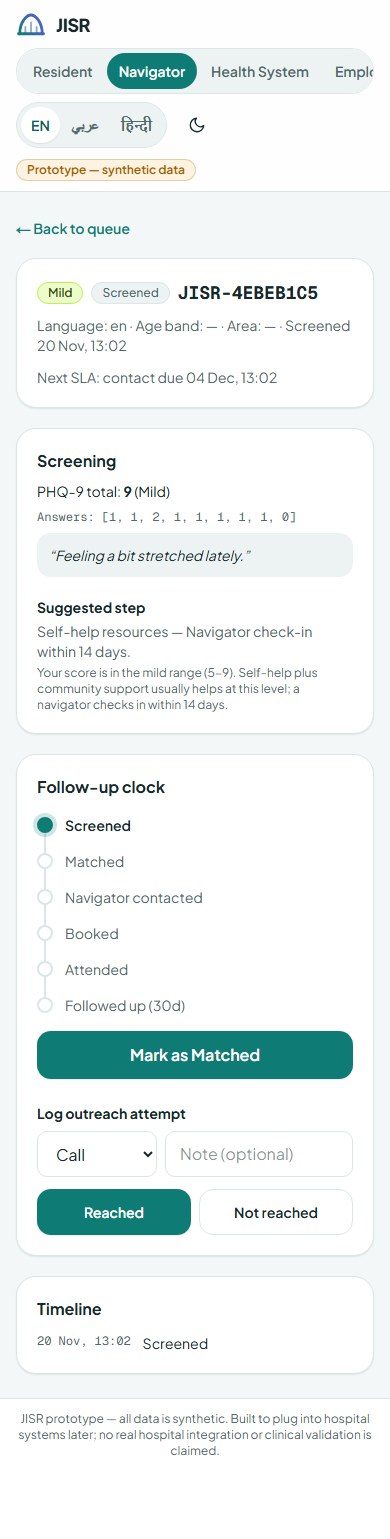 JISR
Resident Navigator Health System Emplo
EN عربي हिन्दी
Prototype — synthetic data
← Back to queue
Mild Screened JISR-4EBEB1C5
Language: en · Age band: — · Area: — · Screened
20 Nov, 13:02
Next SLA: contact due 04 Dec, 13:02
Screening
PHQ-9 total: 9 (Mild)
Answers: [1, 1, 2, 1, 1, 1, 1, 1, 0]
“Feeling a bit stretched lately.”
Suggested step
Self-help resources — Navigator check-in
within 14 days.
Your score is in the mild range (5–9). Self-help plus
community support usually helps at this level; a
navigator checks in within 14 days.
Follow-up clock
Screened
Matched
Navigator contacted
Booked
Attended
Followed up (30d)
Mark as Matched
Log outreach attempt
Call Note (optional)
Reached Not reached
Timeline
20 Nov, 13:02 Screened
JISR prototype — all data is synthetic. Built to plug into hospital
systems later; no real hospital integration or clinical validation is
claimed.